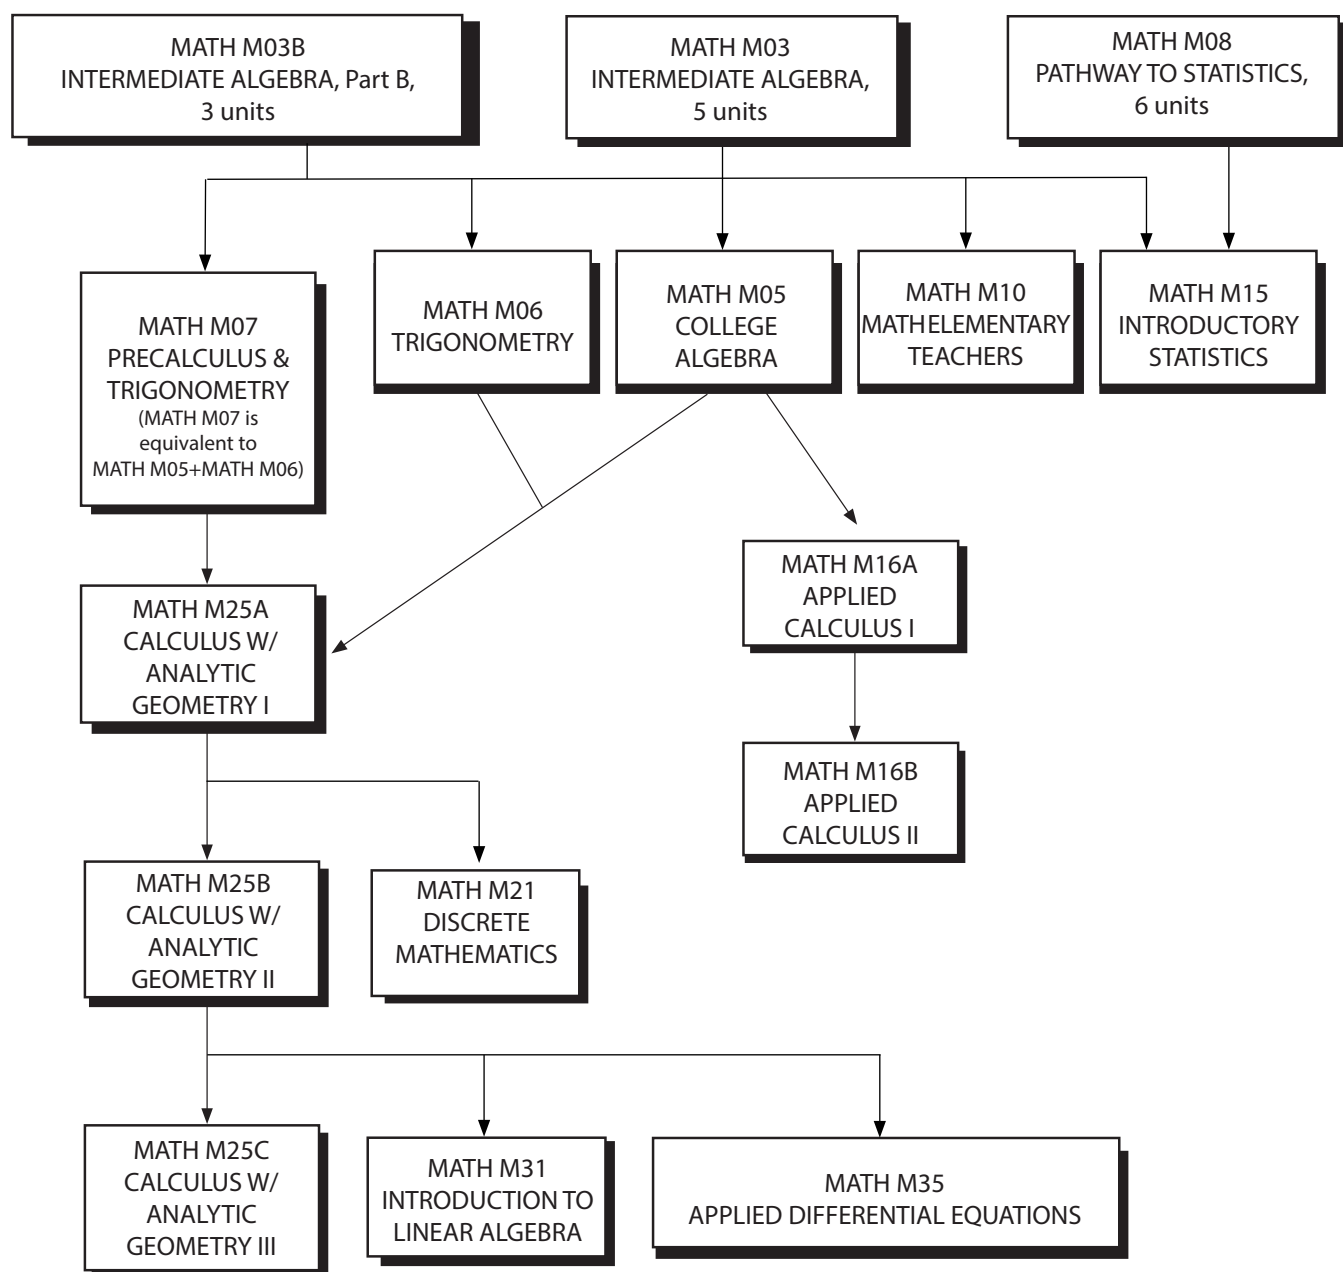 MATH M03B
INTERMEDIATE ALGEBRA, Part B,
3 units
MATH M03
INTERMEDIATE ALGEBRA,
5 units
MATH M08
PATHWAY TO STATISTICS,
6 units
MATH M07
PRECALCULUS &
TRIGONOMETRY
(MATH M07 is
equivalent to
MATH M05+MATH M06)
MATH M06
TRIGONOMETRY
MATH M05
COLLEGE
ALGEBRA
MATH M10
MATH ELEMENTARY
TEACHERS
MATH M15
INTRODUCTORY
STATISTICS
MATH M25A
CALCULUS W/
ANALYTIC
GEOMETRY I
MATH M16A
APPLIED
CALCULUS I
MATH M16B
APPLIED
CALCULUS II
MATH M25B
CALCULUS W/
ANALYTIC
GEOMETRY II
MATH M21
DISCRETE
MATHEMATICS
MATH M25C
CALCULUS W/
ANALYTIC
GEOMETRY III
MATH M31
INTRODUCTION TO
LINEAR ALGEBRA
MATH M35
APPLIED DIFFERENTIAL EQUATIONS